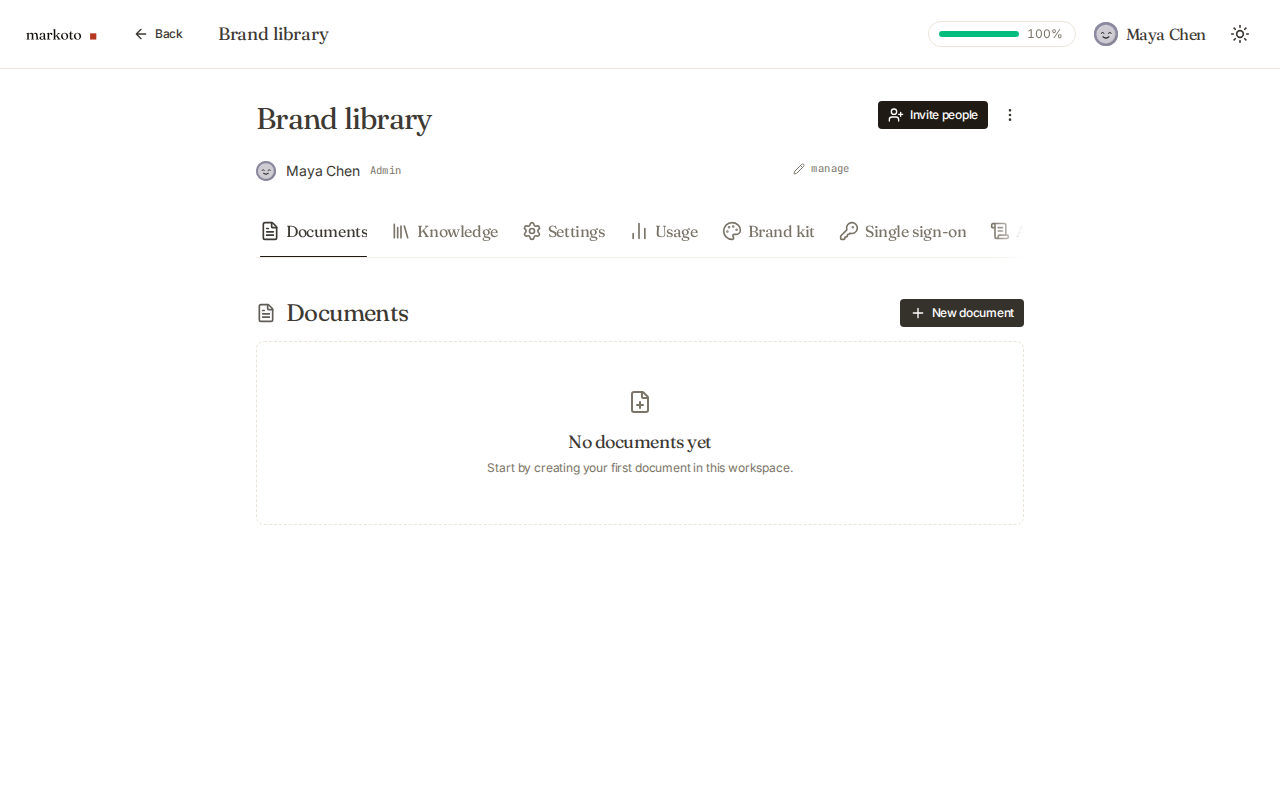 markoto
Back
Brand library
100%
Maya Chen
Brand library
Invite people
Maya Chen Admin
manage
Documents Knowledge Settings Usage Brand kit Single sign-on
Documents
New document
No documents yet
Start by creating your first document in this workspace.